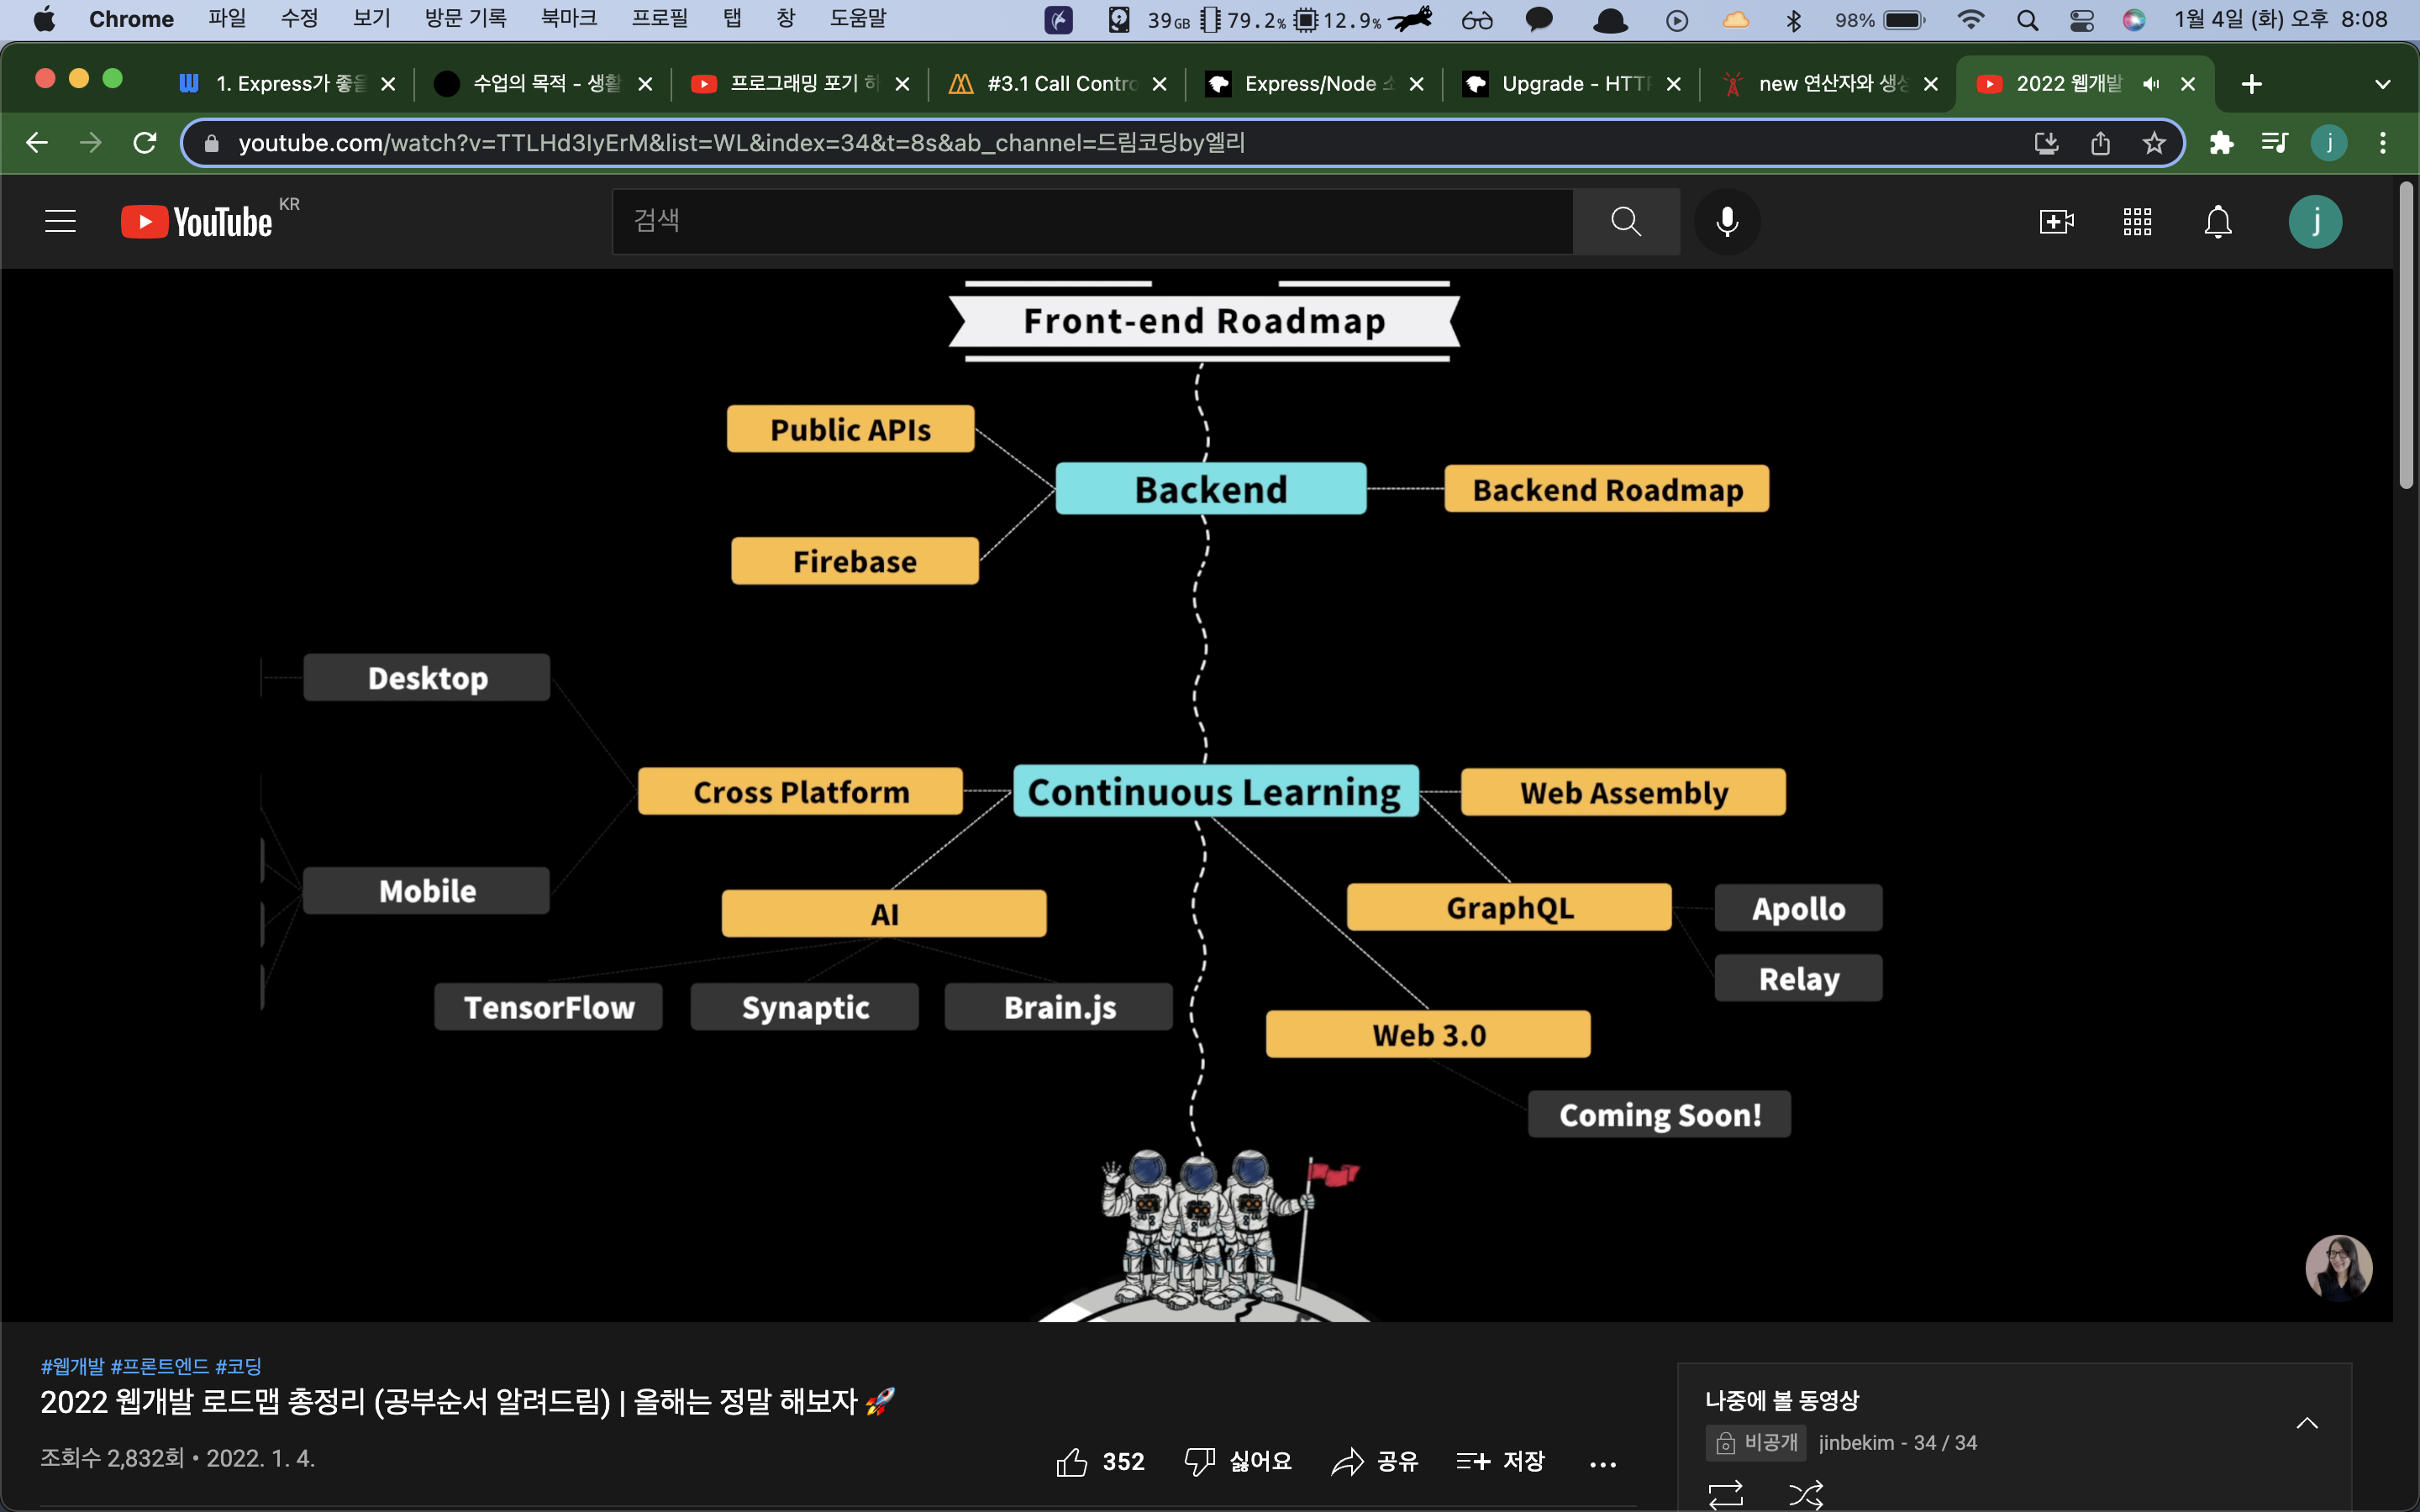 Chrome 파일 수정 보기 방문 기록 북마크 프로필 탭 창 도움말 39GB 79.2% 12.9% 98% 1월 4일 (화) 오후 8:08
1. Express가 좋을 수업의 목적 - 생활 프로그래밍 포기 하 #3.1 Call Contro Express/Node 소 Upgrade - HTTP new 연산자와 생성 2022 웹개발
youtube.com/watch?v=TTLHd3IyErM&list=WL&index=34&t=8s&ab_channel=드림코딩by엘리 j
YouTube KR 검색 j
Front-end Roadmap
Public APIs
Backend Backend Roadmap
Firebase
Desktop
Cross Platform Continuous Learning Web Assembly
Mobile AI GraphQL Apollo
Relay
TensorFlow Synaptic Brain.js
Web 3.0
Coming Soon!
#웹개발 #프론트엔드 #코딩
2022 웹개발 로드맵 총정리 (공부순서 알려드림) | 올해는 정말 해보자 🚀
조회수 2,832회 • 2022. 1. 4.
352 싫어요 공유 저장
나중에 볼 동영상
비공개 jinbekim - 34 / 34